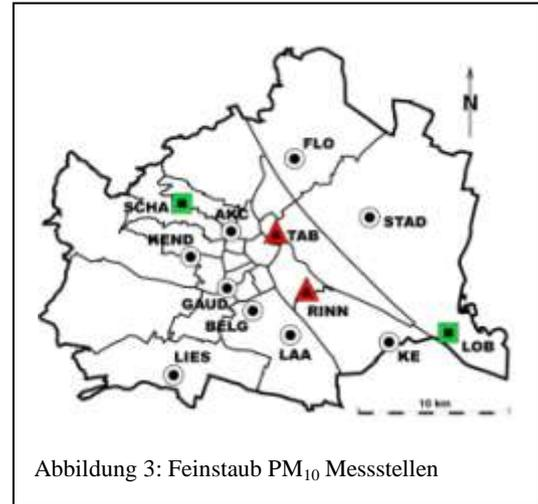 N
FLO
SCHA
AKC
STAD
TAB
KEND
GAUD
RINN
BELG
LOB
LAA
KE
LIES
10 km
Abbildung 3: Feinstaub PM₁₀ Messstellen